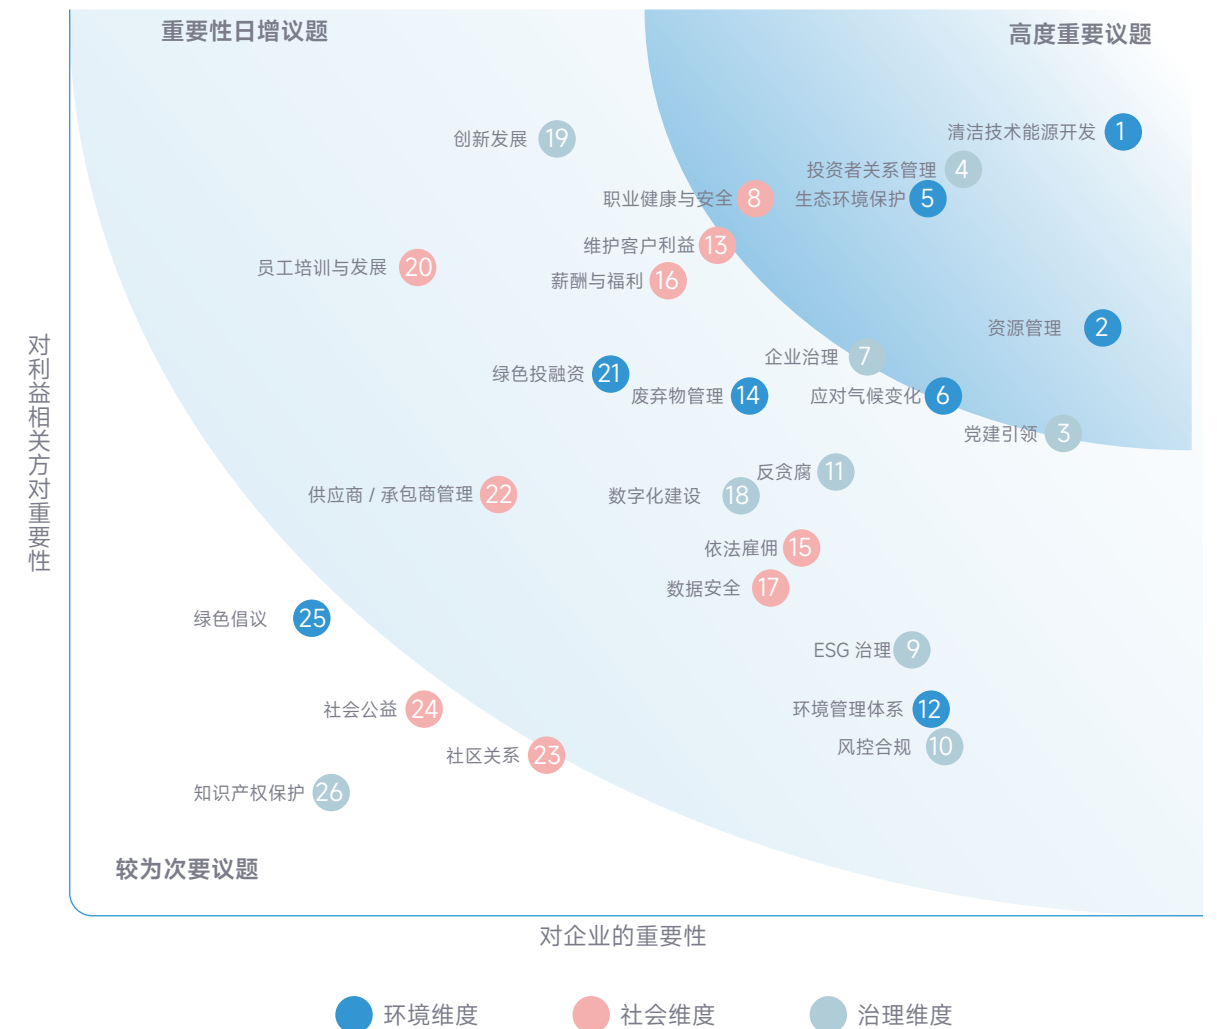 重要性日增议题
高度重要议题
清洁技术能源开发 1
创新发展 19
投资者关系管理 4
职业健康与安全 8
生态环境保护 5
维护客户利益 13
员工培训与发展 20
薪酬与福利 16
资源管理 2
对利益相关方对重要性
企业治理 7
绿色投融资 21
废弃物管理 14
应对气候变化 6
党建引领 3
反贪腐 11
供应商 / 承包商管理 22
数字化建设 18
依法雇佣 15
数据安全 17
绿色倡议 25
ESG 治理 9
社会公益 24
环境管理体系 12
风控合规 10
社区关系 23
知识产权保护 26
较为次要议题
对企业的重要性
环境维度
社会维度
治理维度